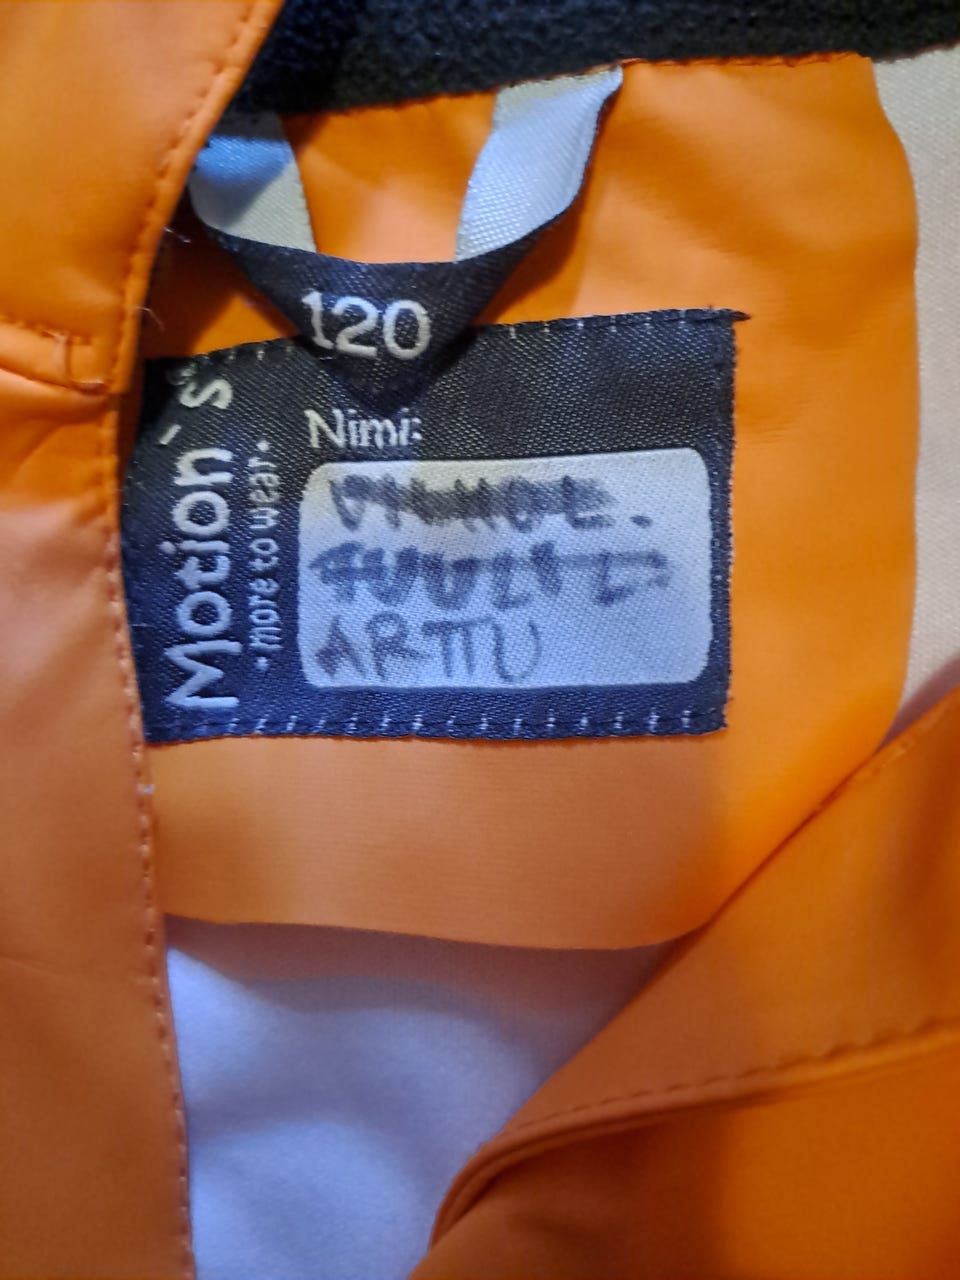 120
Nimi:
ARTTU
Motion's
• more to wear •